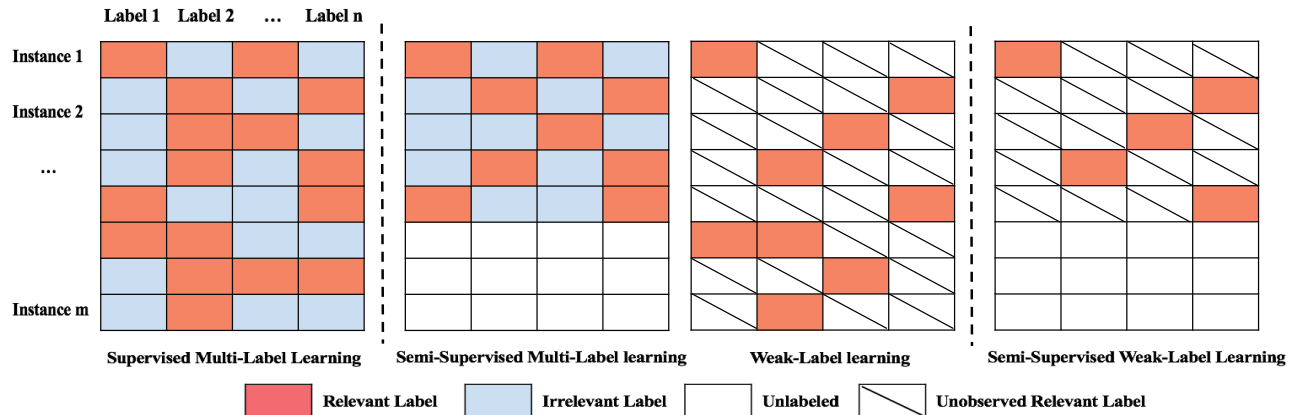 Label 1 Label 2 ... Label n
Instance 1
Instance 2
...
Instance m
Supervised Multi-Label Learning
Semi-Supervised Multi-Label learning
Weak-Label learning
Semi-Supervised Weak-Label Learning
Relevant Label Irrelevant Label Unlabeled Unobserved Relevant Label